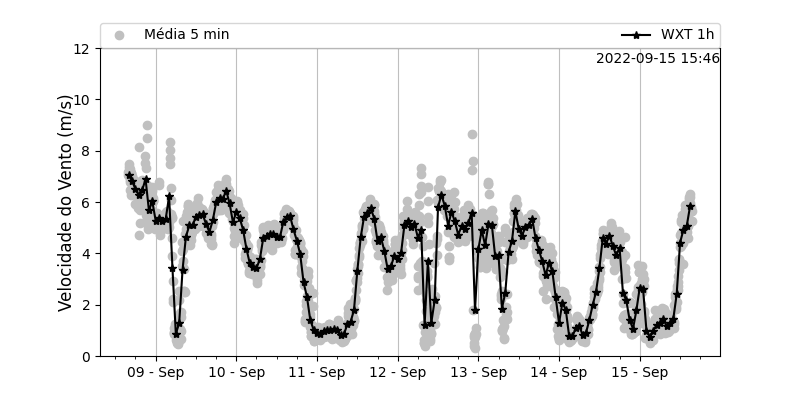 Média 5 min
WXT 1h
2022-09-15 15:46
Velocidade do Vento (m/s)
12
10
8
6
4
2
0
09 - Sep
10 - Sep
11 - Sep
12 - Sep
13 - Sep
14 - Sep
15 - Sep